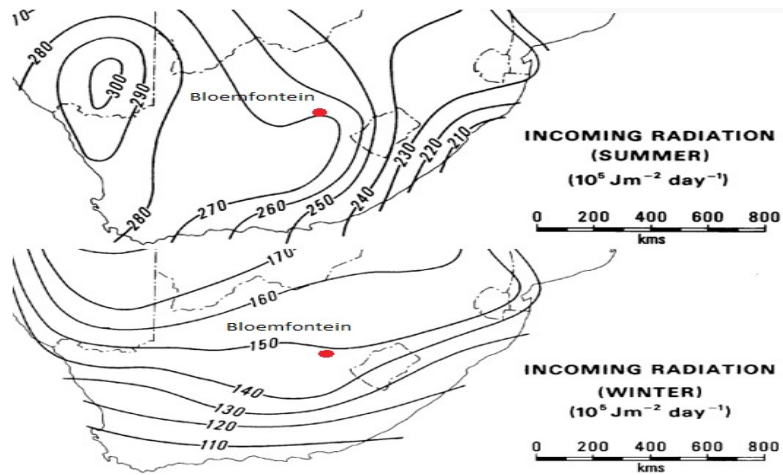 10
280
300
290
Bloemfontein
230
220
210
280
270
260
250
240
INCOMING RADIATION
(SUMMER)
(10⁵ Jm⁻² day⁻¹)
0 200 400 600 800
kms
170
160
Bloemfontein
150
140
130
120
110
INCOMING RADIATION
(WINTER)
(10⁵ Jm⁻² day⁻¹)
0 200 400 600 800
kms